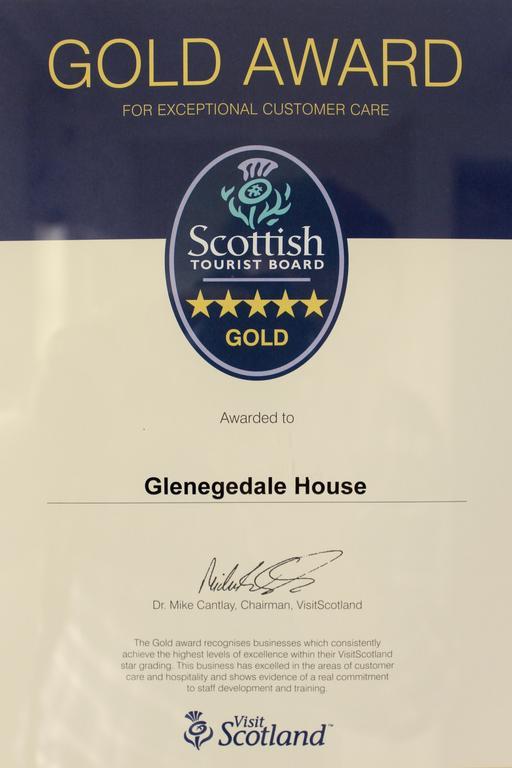 GOLD AWARD
FOR EXCEPTIONAL CUSTOMER CARE
Scottish
TOURIST BOARD
GOLD
Awarded to
Glenegedale House
Dr. Mike Cantlay, Chairman, VisitScotland
The Gold award recognises businesses which consistently
achieve the highest levels of excellence within their VisitScotland
star grading. This business has excelled in the areas of customer
care and hospitality and shows evidence of a real commitment
to staff development and training.
Visit
Scotland™